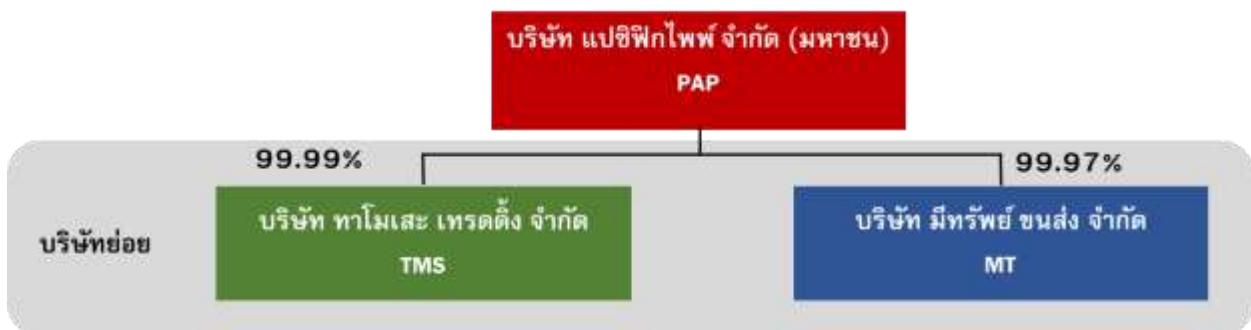 บริษัท แปซิฟิกไพพ์ จำกัด (มหาชน)
PAP
99.99%
99.97%
บริษัทย่อย
บริษัท ทาโมเสะ เทรดดิ้ง จำกัด
TMS
บริษัท มีทรัพย์ ขนส่ง จำกัด
MT